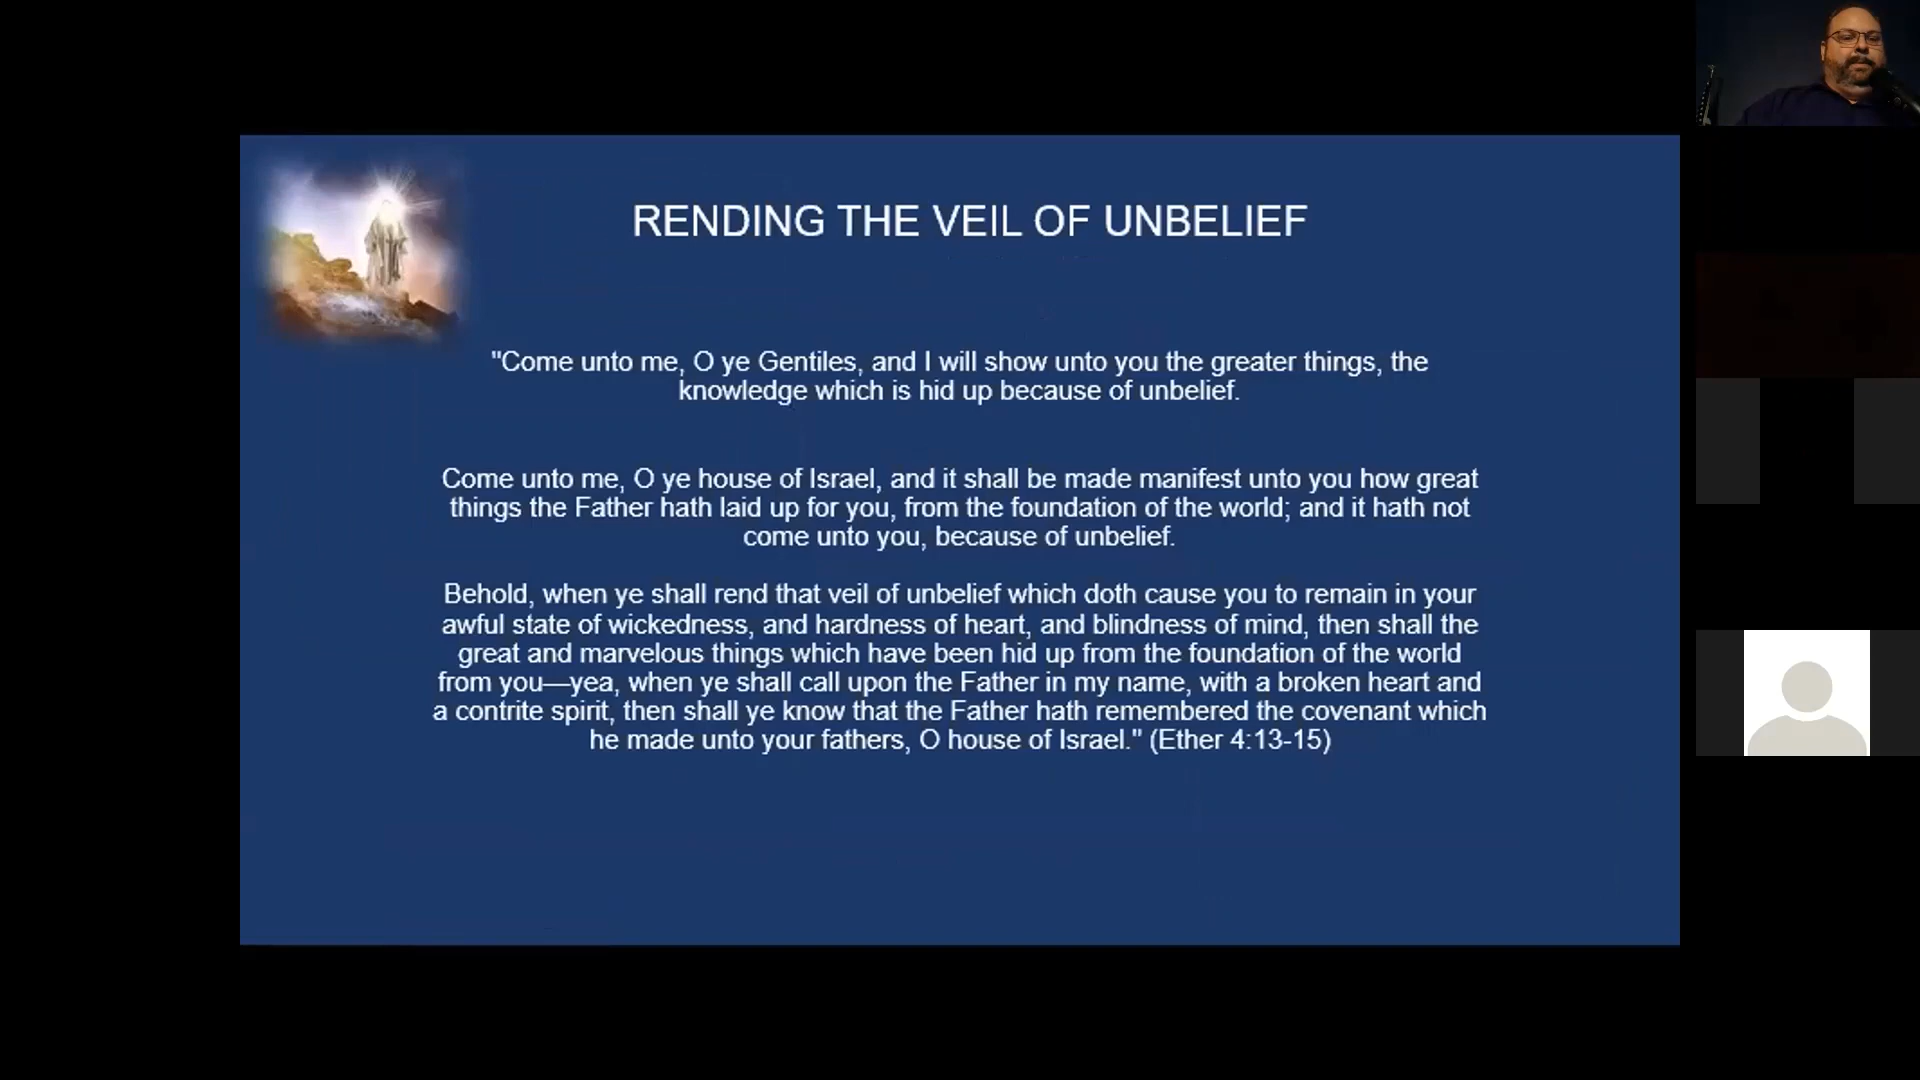 RENDING THE VEIL OF UNBELIEF
"Come unto me, O ye Gentiles, and I will show unto you the greater things, the
knowledge which is hid up because of unbelief.
Come unto me, O ye house of Israel, and it shall be made manifest unto you how great
things the Father hath laid up for you, from the foundation of the world; and it hath not
come unto you, because of unbelief.
Behold, when ye shall rend that veil of unbelief which doth cause you to remain in your
awful state of wickedness, and hardness of heart, and blindness of mind, then shall the
great and marvelous things which have been hid up from the foundation of the world
from you—yea, when ye shall call upon the Father in my name, with a broken heart and
a contrite spirit, then shall ye know that the Father hath remembered the covenant which
he made unto your fathers, O house of Israel." (Ether 4:13-15)